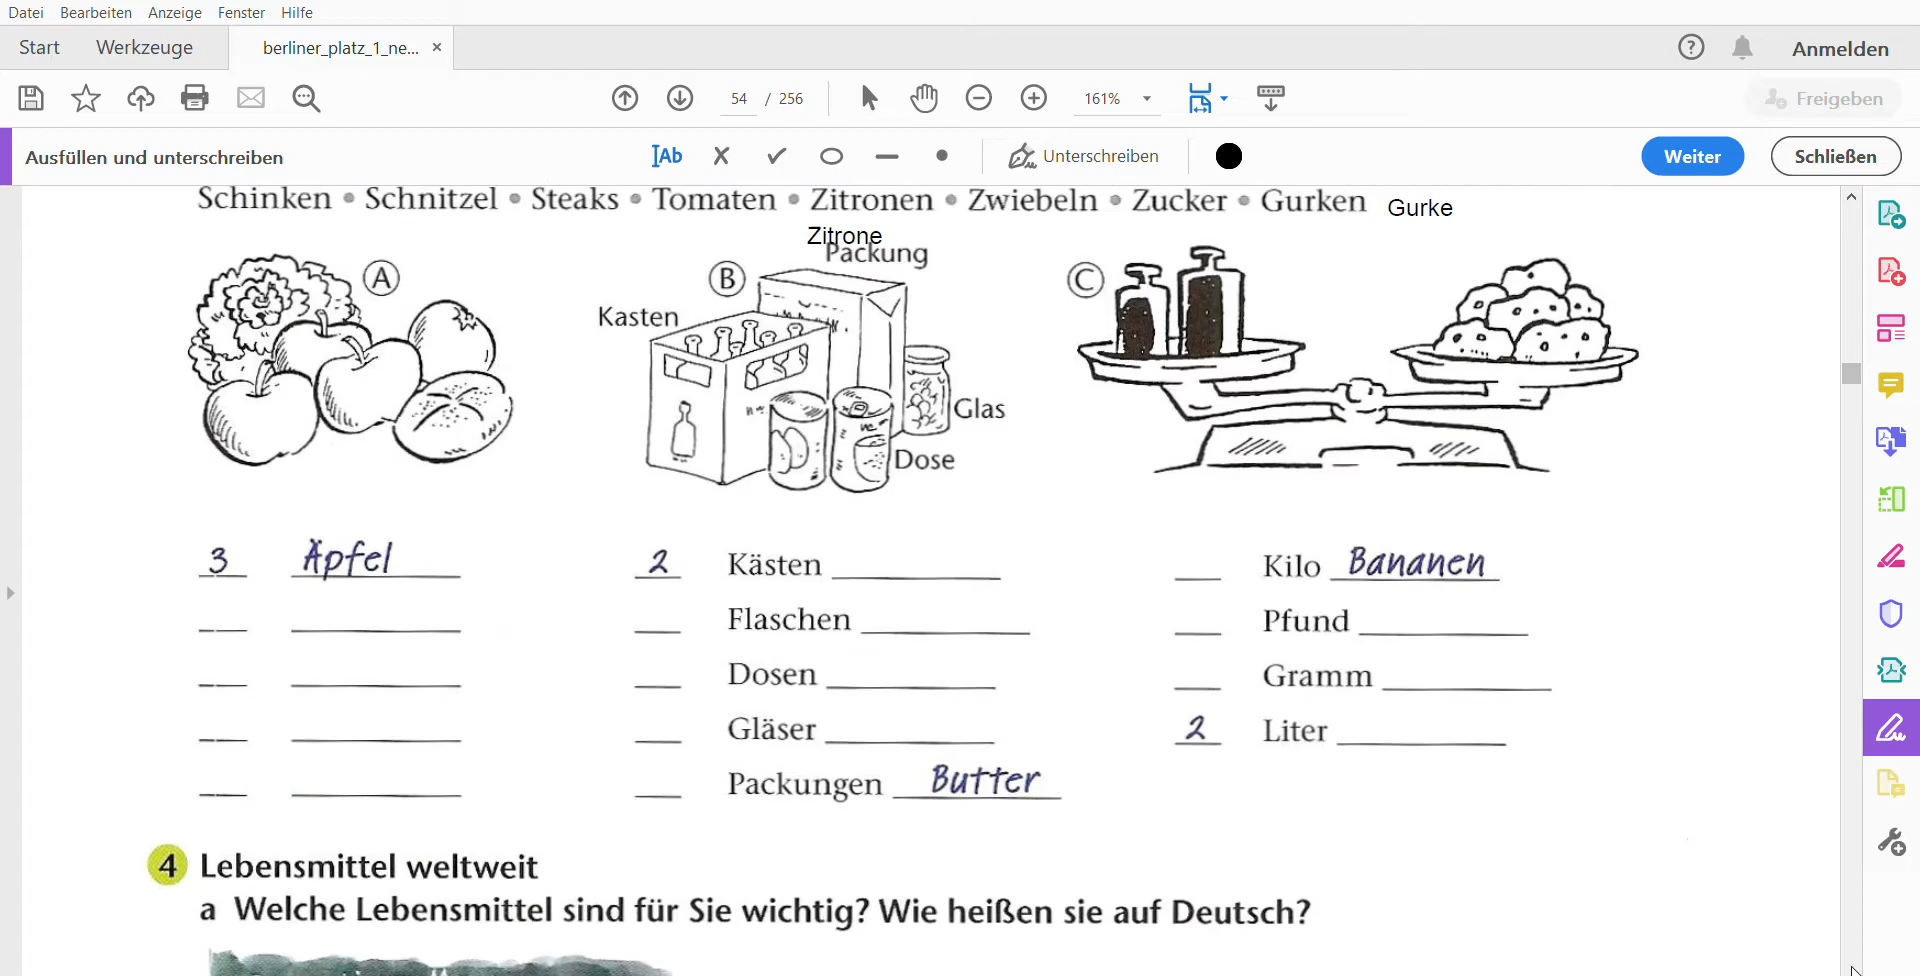 Datei Bearbeiten Anzeige Fenster Hilfe
Start Werkzeuge berliner_platz_1_ne... × Anmelden
54 / 256 161% Freigeben
Ausfüllen und unterschreiben Ab Unterschreiben Weiter Schließen
Schinken • Schnitzel • Steaks • Tomaten • Zitronen • Zwiebeln • Zucker • Gurken Gurke
Zitrone
Packung
A B C
Kasten
Glas
Dose
3 Äpfel 2 Kästen Kilo Bananen
Flaschen Pfund
Dosen Gramm
Gläser 2 Liter
Packungen Butter
4 Lebensmittel weltweit
a Welche Lebensmittel sind für Sie wichtig? Wie heißen sie auf Deutsch?